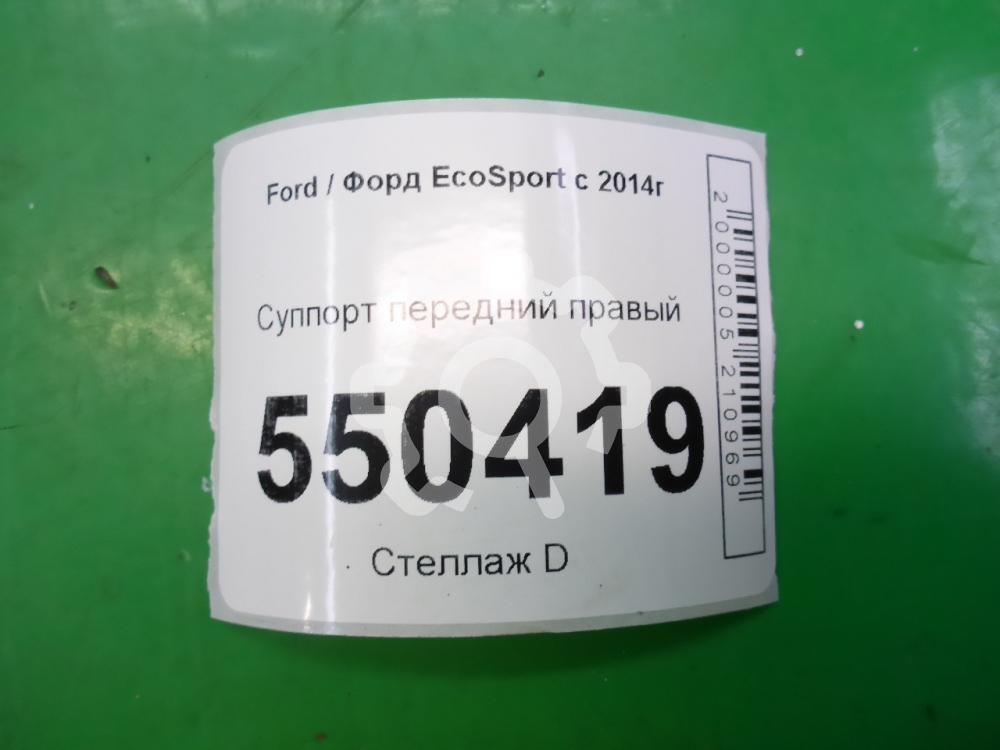 Ford / Форд EcoSport с 2014г
Суппорт передний правый
550419
Стеллаж D
2000005210969